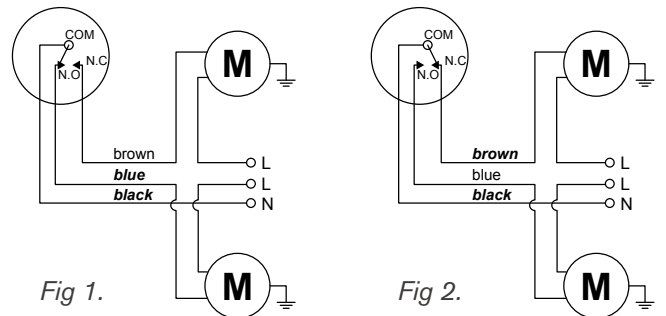 COM
N.C
N.O
M
brown
blue
black
L
L
N
M
Fig 1.
COM
N.C
N.O
M
brown
blue
black
L
L
N
M
Fig 2.